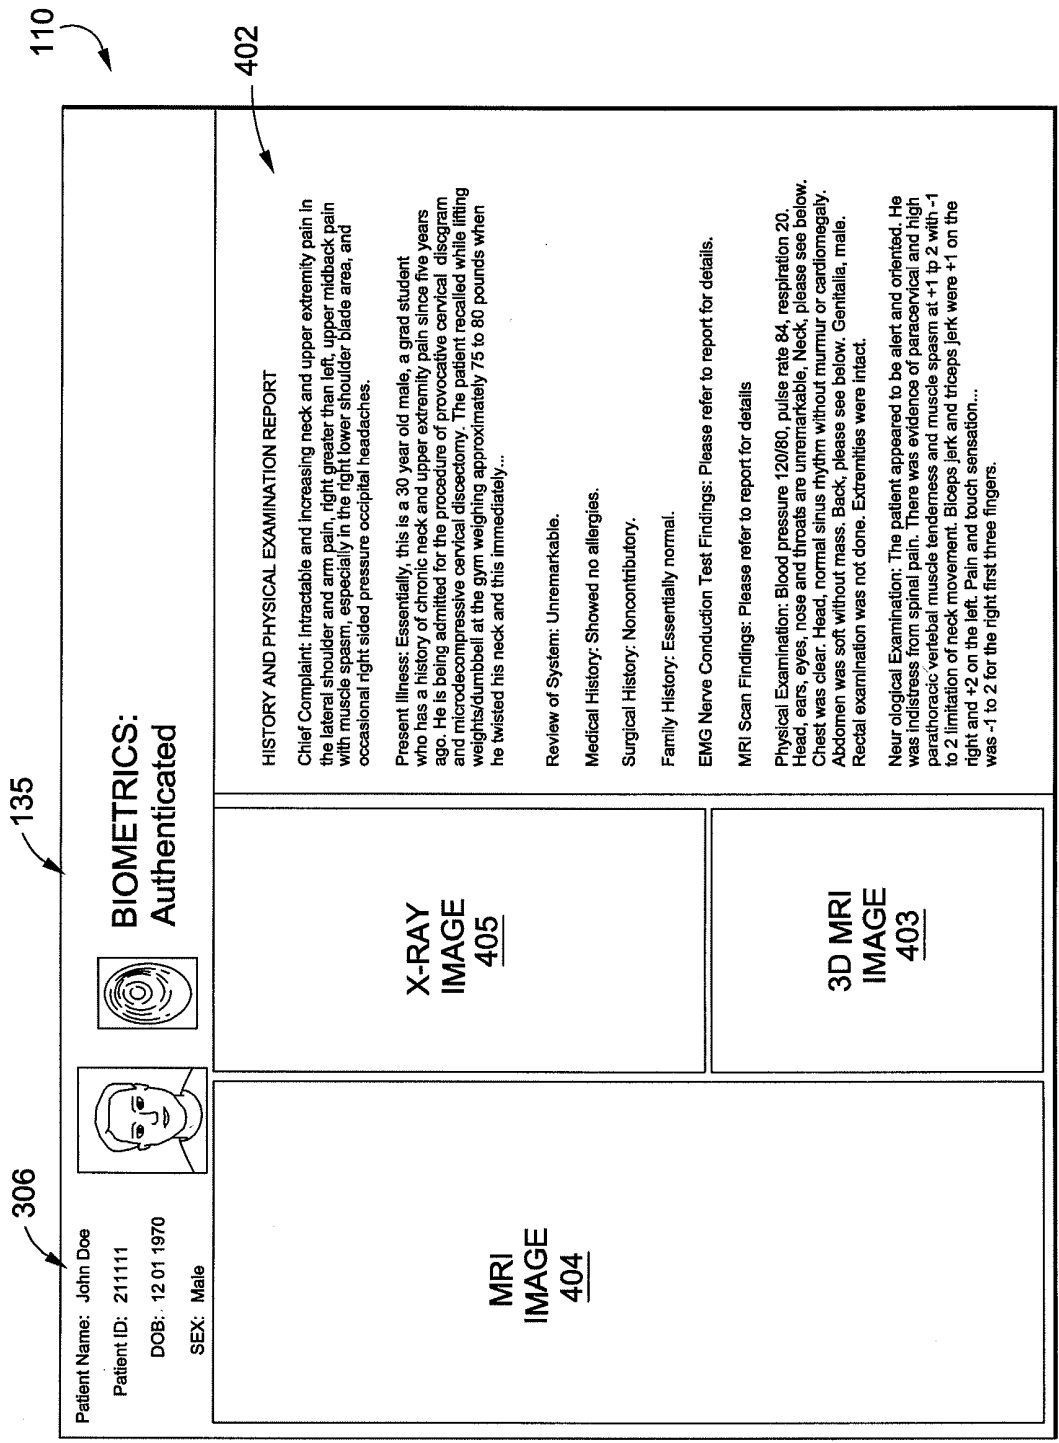 110
135
306
Patient Name: John Doe
Patient ID: 211111
DOB: 12 01 1970
SEX: Male
BIOMETRICS:
Authenticated
402
MRI
IMAGE
404
X-RAY
IMAGE
405
3D MRI
IMAGE
403
HISTORY AND PHYSICAL EXAMINATION REPORT
Chief Complaint: Intractable and increasing neck and upper extremity pain in
the lateral shoulder and arm pain, right greater than left, upper midback pain
with muscle spasm, especially in the right lower shoulder blade area, and
occasional right sided pressure occipital headaches.
Present Illness: Essentially, this is a 30 year old male, a grad student
who has a history of chronic neck and upper extremity pain since five years
ago. He is being admitted for the procedure of provocative cervical discgram
and microdecompressive cervical discectomy. The patient recalled while lifting
weights/dumbbell at the gym weighing approximately 75 to 80 pounds when
he twisted his neck and this immediately...
Review of System: Unremarkable.
Medical History: Showed no allergies.
Surgical History: Noncontributory.
Family History: Essentially normal.
EMG Nerve Conduction Test Findings: Please refer to report for details.
MRI Scan Findings: Please refer to report for details
Physical Examination: Blood pressure 120/80, pulse rate 84, respiration 20.
Head, ears, eyes, nose and throats are unremarkable, Neck, please see below.
Chest was clear. Head, normal sinus rhythm without murmur or cardiomegaly.
Abdomen was soft without mass. Back, please see below. Genitalia, male.
Rectal examination was not done. Extremities were intact.
Neur ological Examination: The patient appeared to be alert and oriented. He
was indistress from spinal pain. There was evidence of paracervical and high
parathoracic vertebal muscle tenderness and muscle spasm at +1 tp 2 with -1
to 2 limitation of neck movement. Biceps jerk and triceps jerk were +1 on the
right and +2 on the left. Pain and touch sensation...
was -1 to 2 for the right first three fingers.